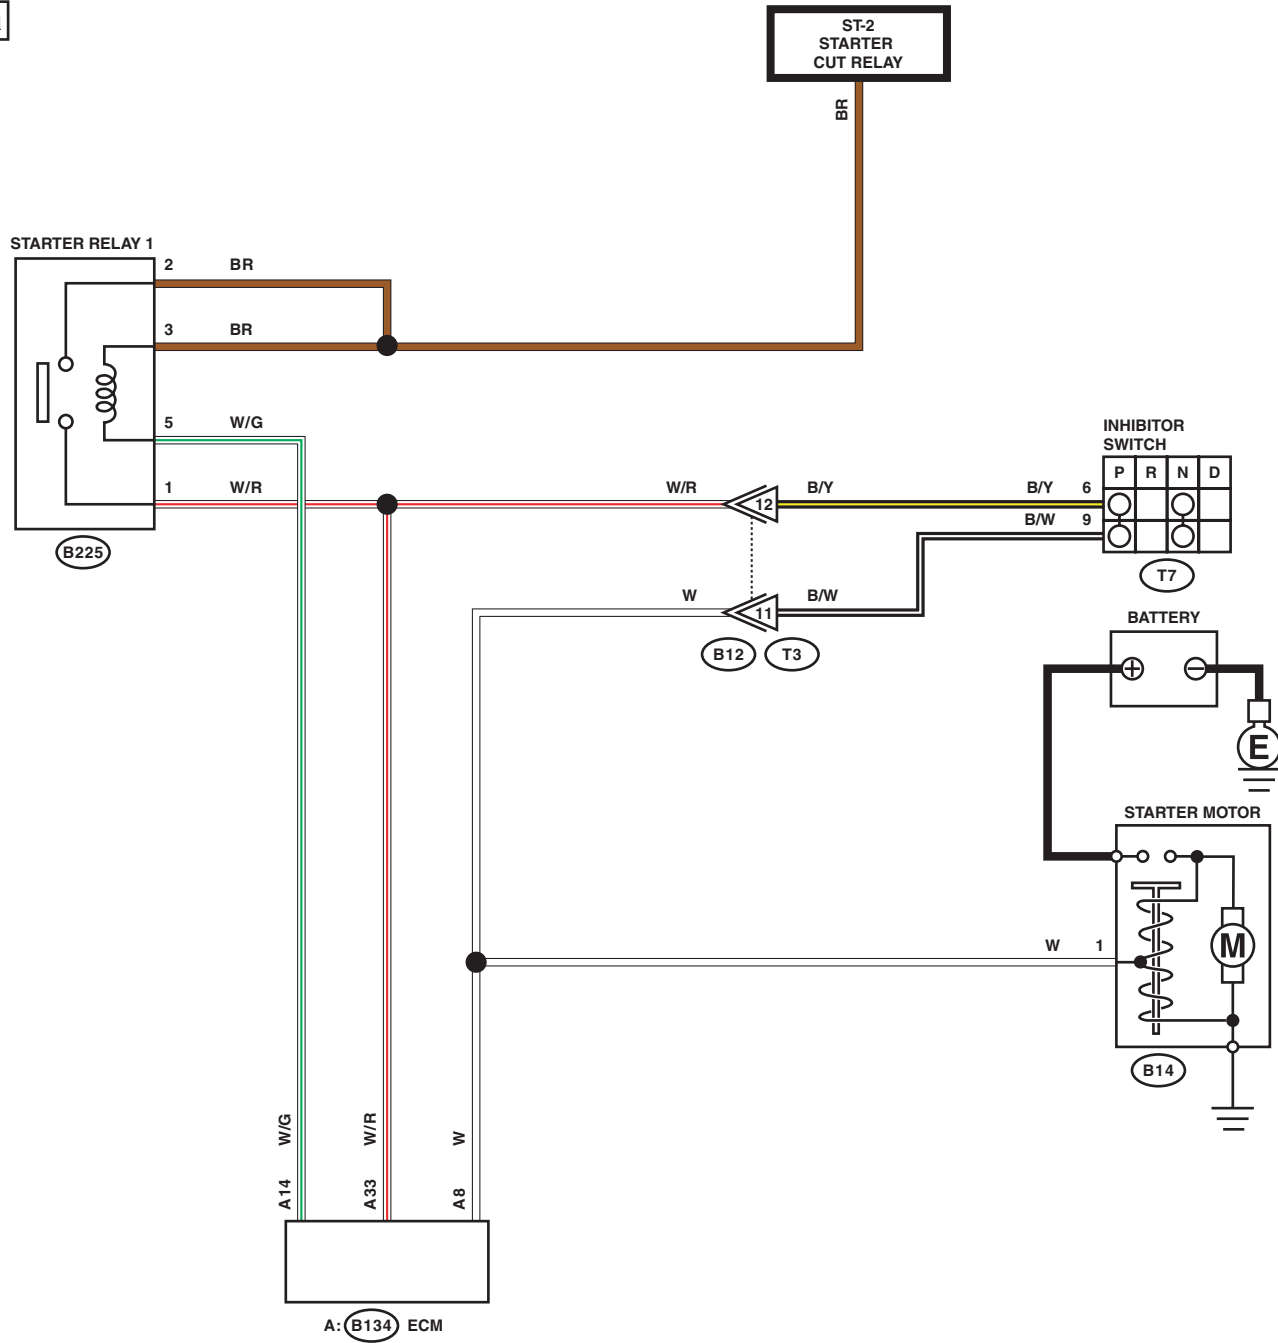 ST-2
STARTER
CUT RELAY
BR
STARTER RELAY 1
2 BR
3 BR
5 W/G
1 W/R
B225
W/R 12 B/Y B/Y 6
INHIBITOR
SWITCH
P R N D
B/W 9
T7
W 11 B/W
B12 T3
BATTERY
+ −
E
STARTER MOTOR
M
W 1
B14
W/G W/R W
A14 A33 A8
A: B134 ECM